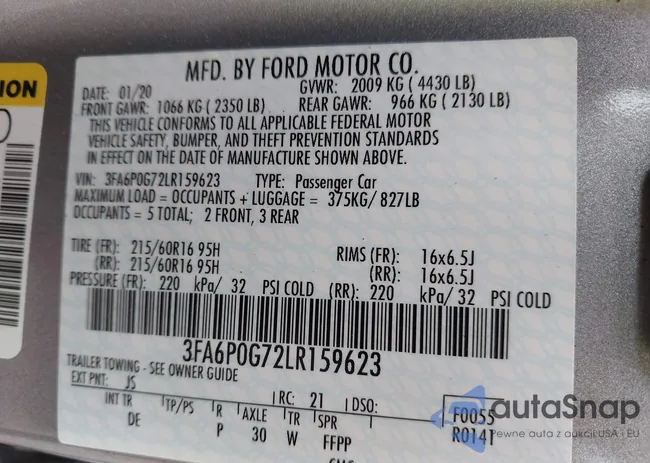 ION
MFD. BY FORD MOTOR CO.
DATE: 01/20 GVWR: 2009 KG ( 4430 LB)
FRONT GAWR: 1066 KG ( 2350 LB) REAR GAWR: 966 KG ( 2130 LB)
THIS VEHICLE CONFORMS TO ALL APPLICABLE FEDERAL MOTOR
VEHICLE SAFETY, BUMPER, AND THEFT PREVENTION STANDARDS
IN EFFECT ON THE DATE OF MANUFACTURE SHOWN ABOVE.
VIN: 3FA6P0G72LR159623 TYPE: Passenger Car
MAXIMUM LOAD = OCCUPANTS + LUGGAGE = 375KG/ 827LB
OCCUPANTS = 5 TOTAL; 2 FRONT, 3 REAR
TIRE (FR): 215/60R16 95H RIMS (FR): 16x6.5J
(RR): 215/60R16 95H (RR): 16x6.5J
PRESSURE (FR): 220 kPa/ 32 PSI COLD (RR): 220 kPa/ 32 PSI COLD
3FA6P0G72LR159623
TRAILER TOWING - SEE OWNER GUIDE
EXT PNT: JS RC: 21 DSO: F0055
INT TR TP/PS R AXLE TR SPR R0141
DE P 30 W FFPP
autaSnap
Pewne auta z aukcji USA i EU